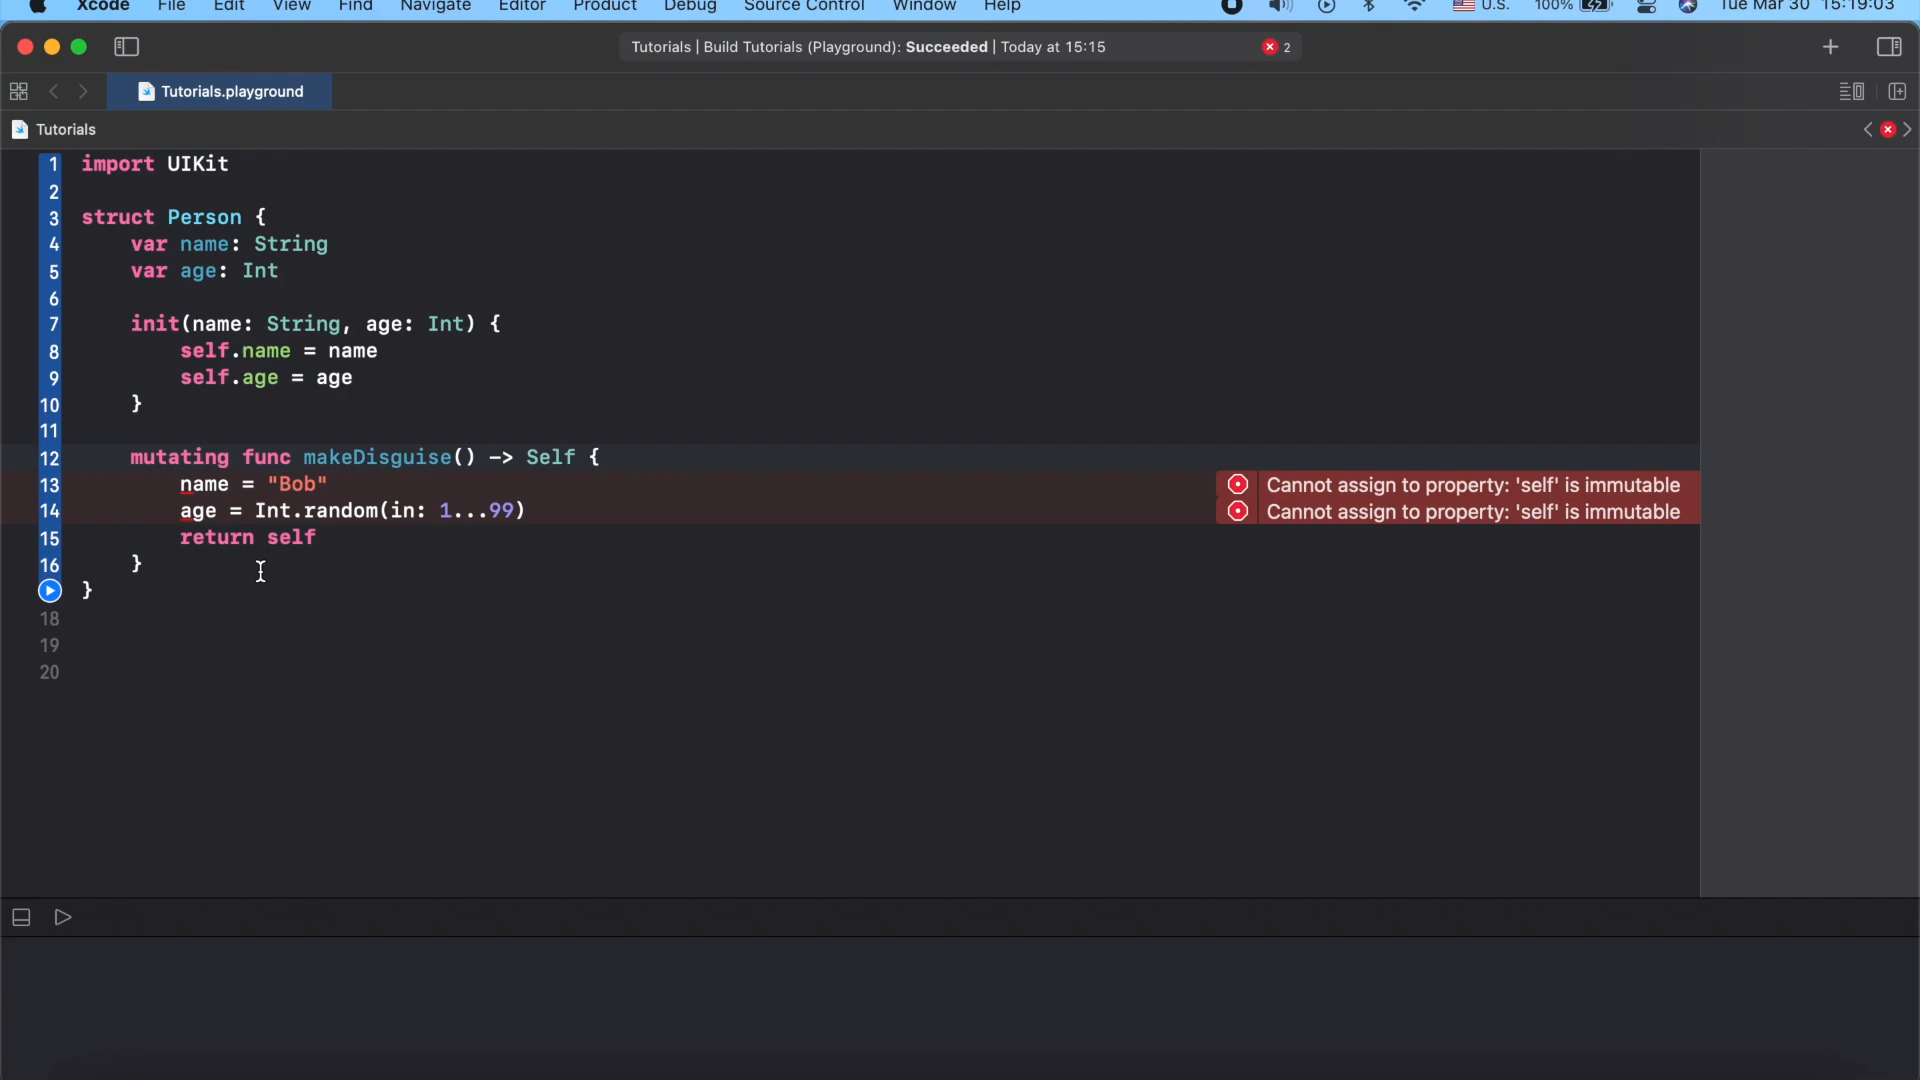 Xcode File Edit View Find Navigate Editor Product Debug Source Control Window Help U.S. 100% Tue Mar 30 15:19:03
Tutorials | Build Tutorials (Playground): Succeeded | Today at 15:15 2
Tutorials.playground
Tutorials
1 import UIKit
2
3 struct Person {
4 var name: String
5 var age: Int
6
7 init(name: String, age: Int) {
8 self.name = name
9 self.age = age
10 }
11
12 mutating func makeDisguise() -> Self {
13 name = "Bob" Cannot assign to property: 'self' is immutable
14 age = Int.random(in: 1...99) Cannot assign to property: 'self' is immutable
15 return self
16 }
}
18
19
20